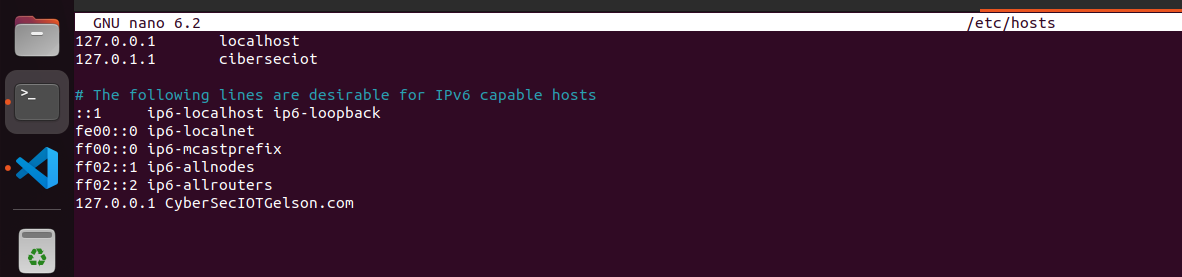 GNU nano 6.2 /etc/hosts
127.0.0.1 localhost
127.0.1.1 ciberseciot
# The following lines are desirable for IPv6 capable hosts
::1 ip6-localhost ip6-loopback
fe00::0 ip6-localnet
ff00::0 ip6-mcastprefix
ff02::1 ip6-allnodes
ff02::2 ip6-allrouters
127.0.0.1 CyberSecIOTGelson.com